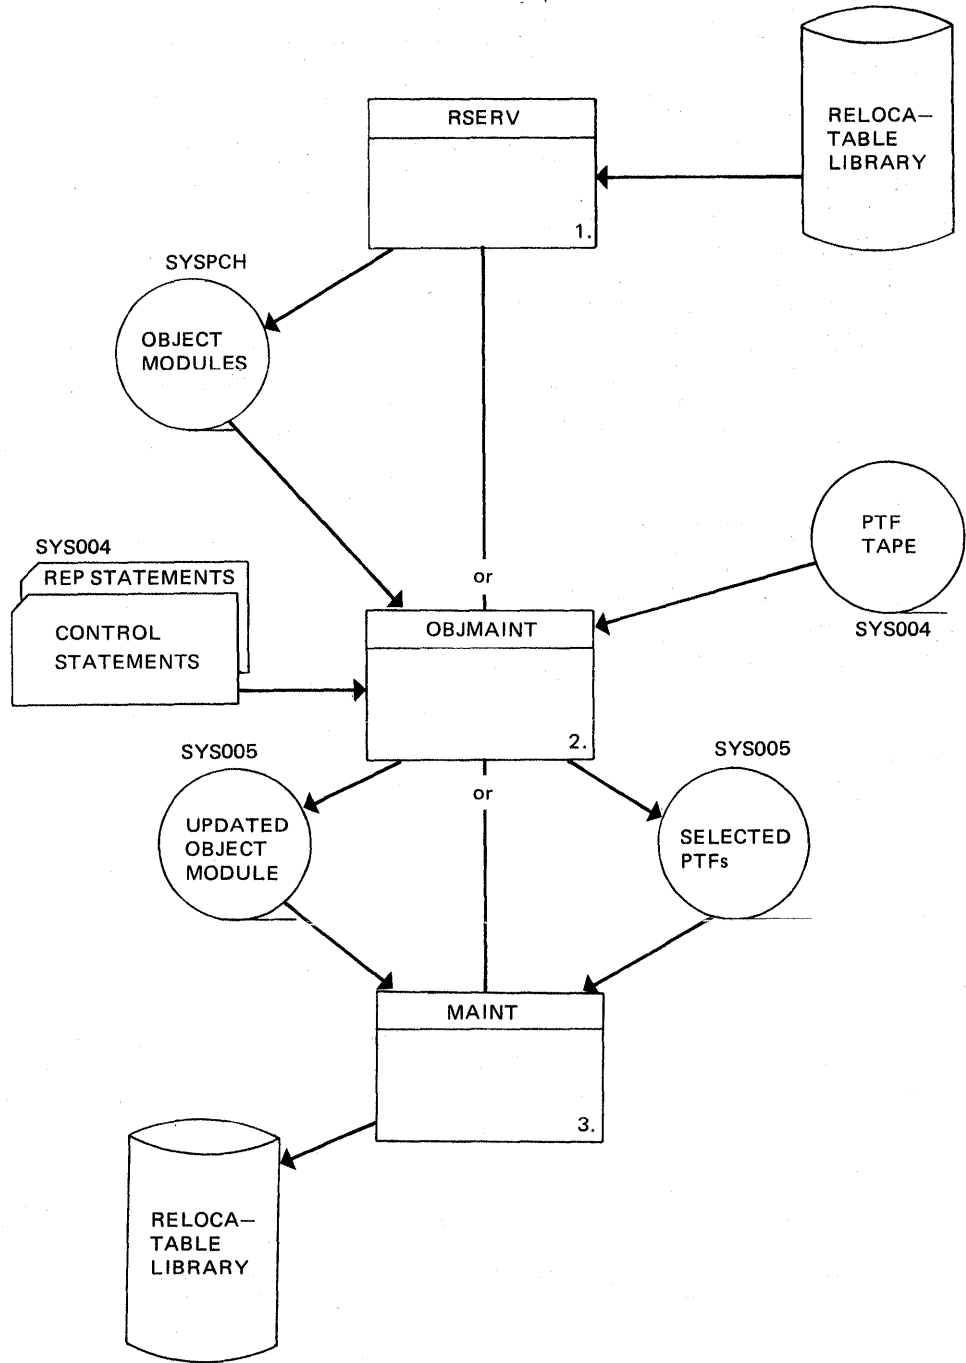 RSERV
RELOCA—
TABLE
LIBRARY
1.
SYSPCH
OBJECT
MODULES
PTF
TAPE
SYS004
SYS004
REP STATEMENTS
CONTROL
STATEMENTS
or
OBJMAINT
2.
SYS005
UPDATED
OBJECT
MODULE
or
SYS005
SELECTED
PTFs
MAINT
3.
RELOCA—
TABLE
LIBRARY